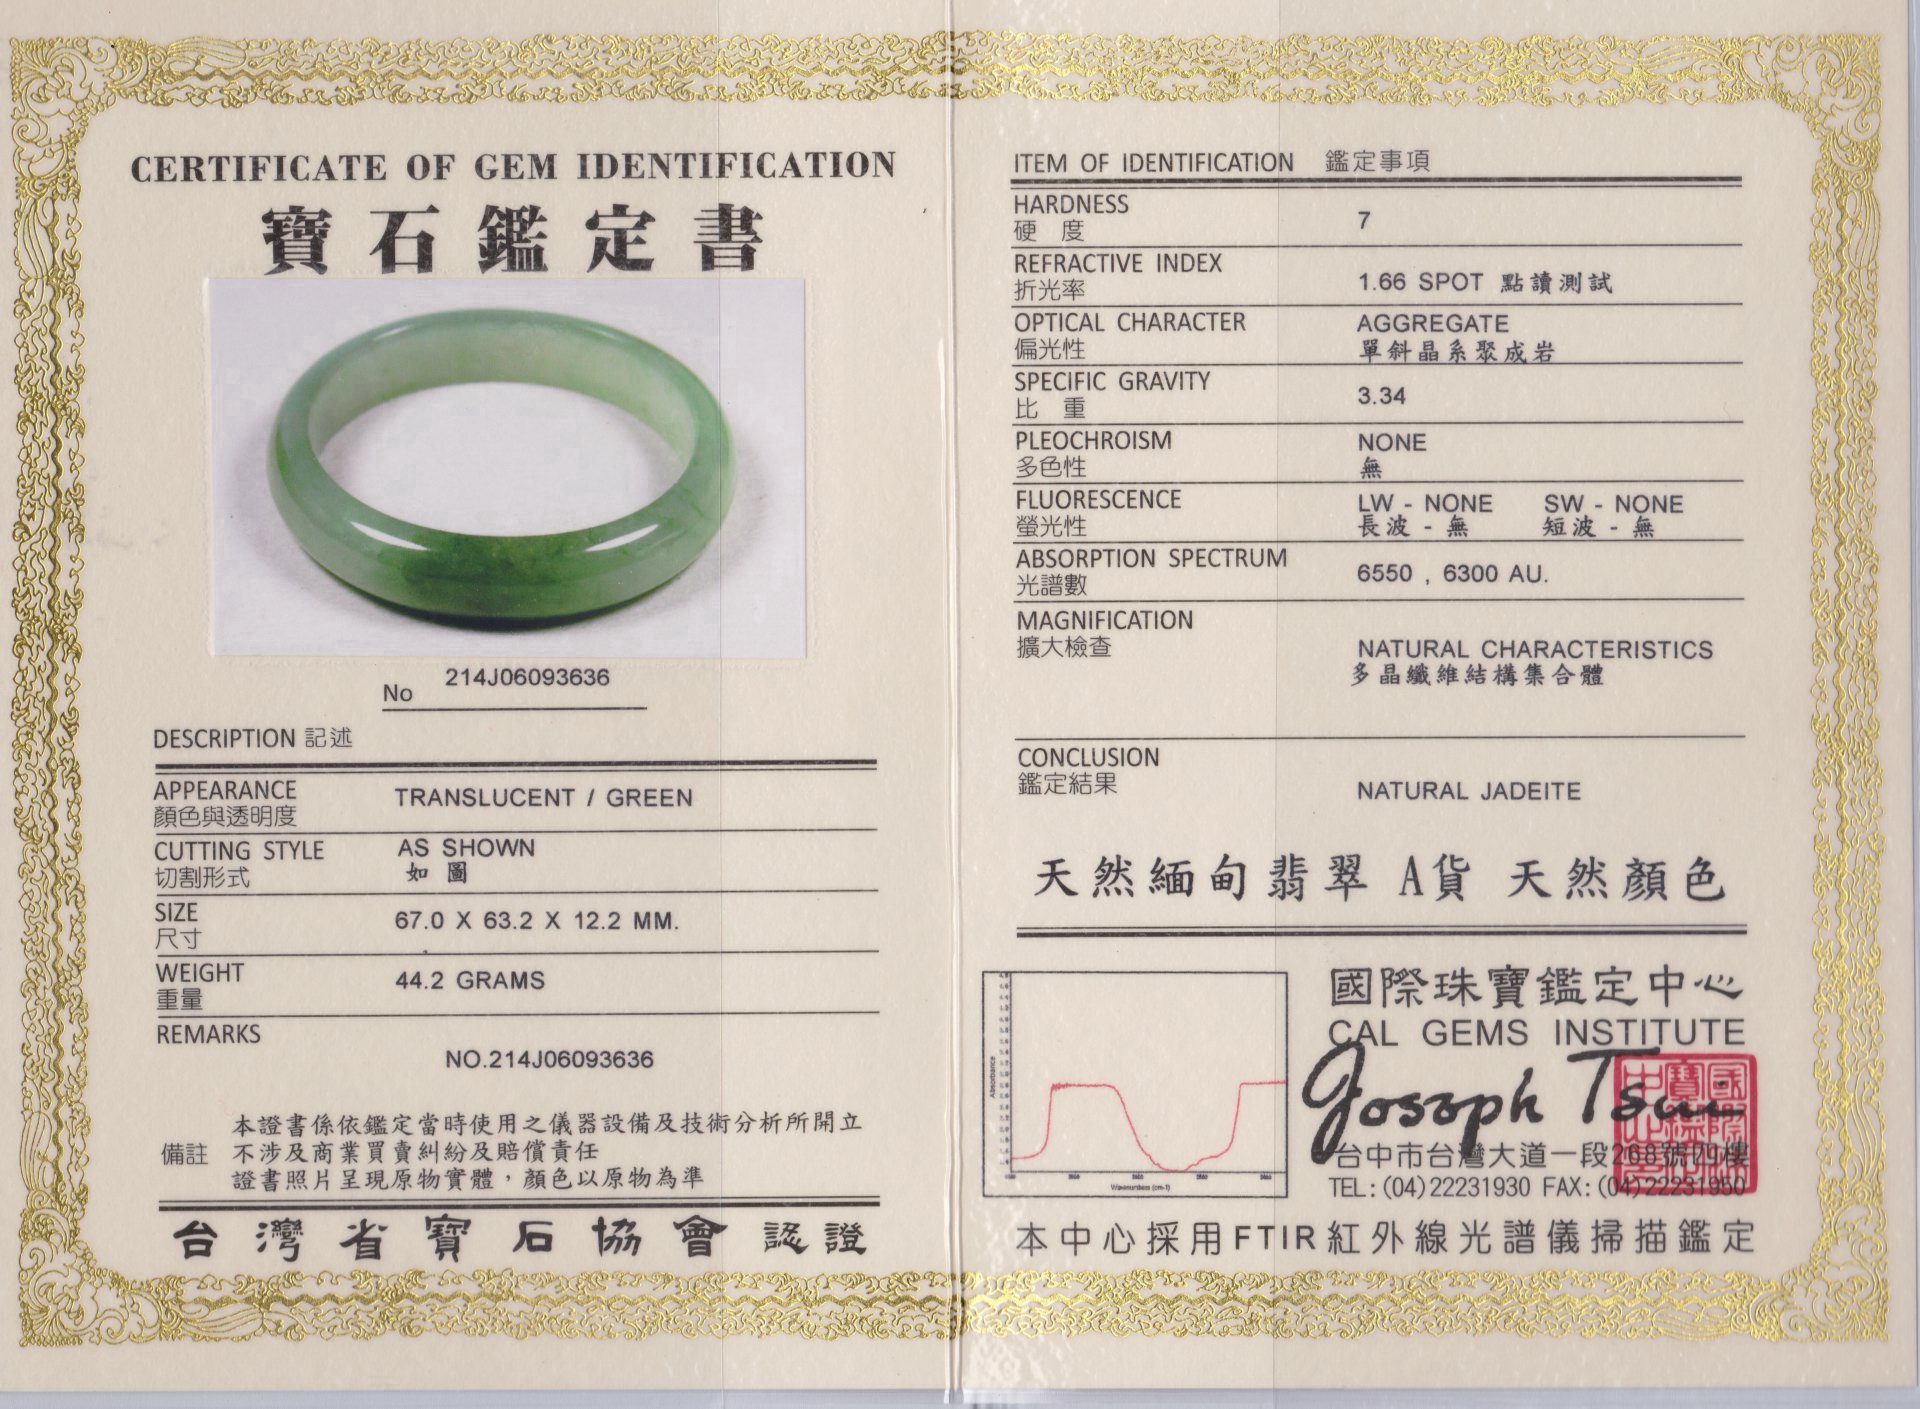 CERTIFICATE OF GEM IDENTIFICATION
寶石鑑定書
No 214J06093636
DESCRIPTION 記述
APPEARANCE
顏色與透明度
TRANSLUCENT / GREEN
CUTTING STYLE
切割形式
AS SHOWN
如圖
SIZE
尺寸
67.0 X 63.2 X 12.2 MM.
WEIGHT
重量
44.2 GRAMS
REMARKS
NO.214J06093636
備註
本證書係依鑑定當時使用之儀器設備及技術分析所開立
不涉及商業買賣糾紛及賠償責任
證書照片呈現原物實體，顏色以原物為準
台灣省寶石協會 認證
ITEM OF IDENTIFICATION 鑑定事項
HARDNESS
硬 度
7
REFRACTIVE INDEX
折光率
1.66 SPOT 點讀測試
OPTICAL CHARACTER
偏光性
AGGREGATE
單斜晶系聚成岩
SPECIFIC GRAVITY
比 重
3.34
PLEOCHROISM
多色性
NONE
無
FLUORESCENCE
螢光性
LW - NONE SW - NONE
長波 - 無 短波 - 無
ABSORPTION SPECTRUM
光譜數
6550 , 6300 AU.
MAGNIFICATION
擴大檢查
NATURAL CHARACTERISTICS
多晶纖維結構集合體
CONCLUSION
鑑定結果
NATURAL JADEITE
天然緬甸翡翠 A貨 天然顏色
Absorbance
Wavenumbers (cm-1)
國際珠寶鑑定中心
CAL GEMS INSTITUTE
Joseph Tsui
台中市台灣大道一段268號四樓
TEL:(04)22231930 FAX:(04)22231950
本中心採用FTIR紅外線光譜儀掃描鑑定